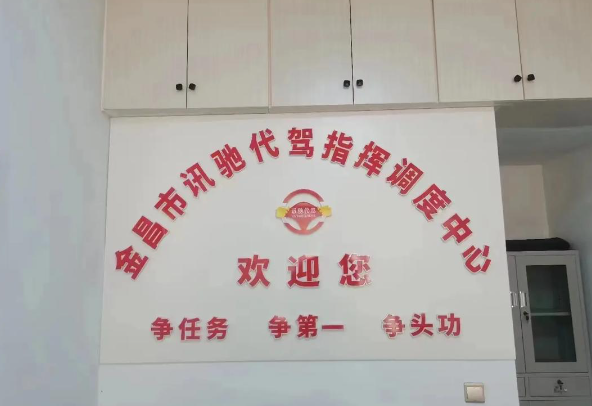 金昌市讯驰代驾指挥调度中心
欢迎您
争任务 争第一 争头功